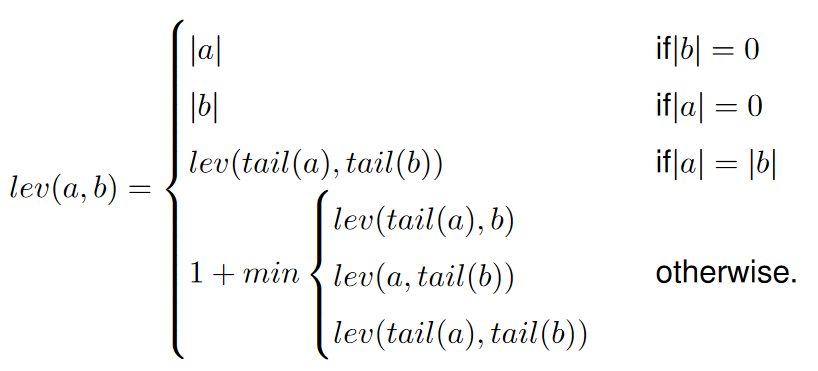 |a| if|b| = 0
|b| if|a| = 0
lev(tail(a), tail(b)) if|a| = |b|
lev(a, b) =
lev(tail(a), b)
1 + min lev(a, tail(b)) otherwise.
lev(tail(a), tail(b))